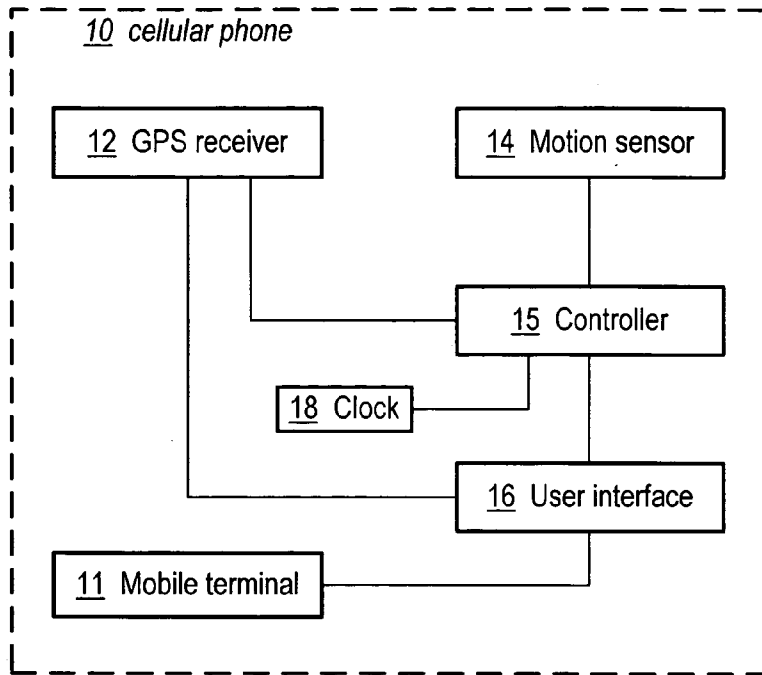 10 cellular phone
12 GPS receiver
14 Motion sensor
15 Controller
18 Clock
16 User interface
11 Mobile terminal